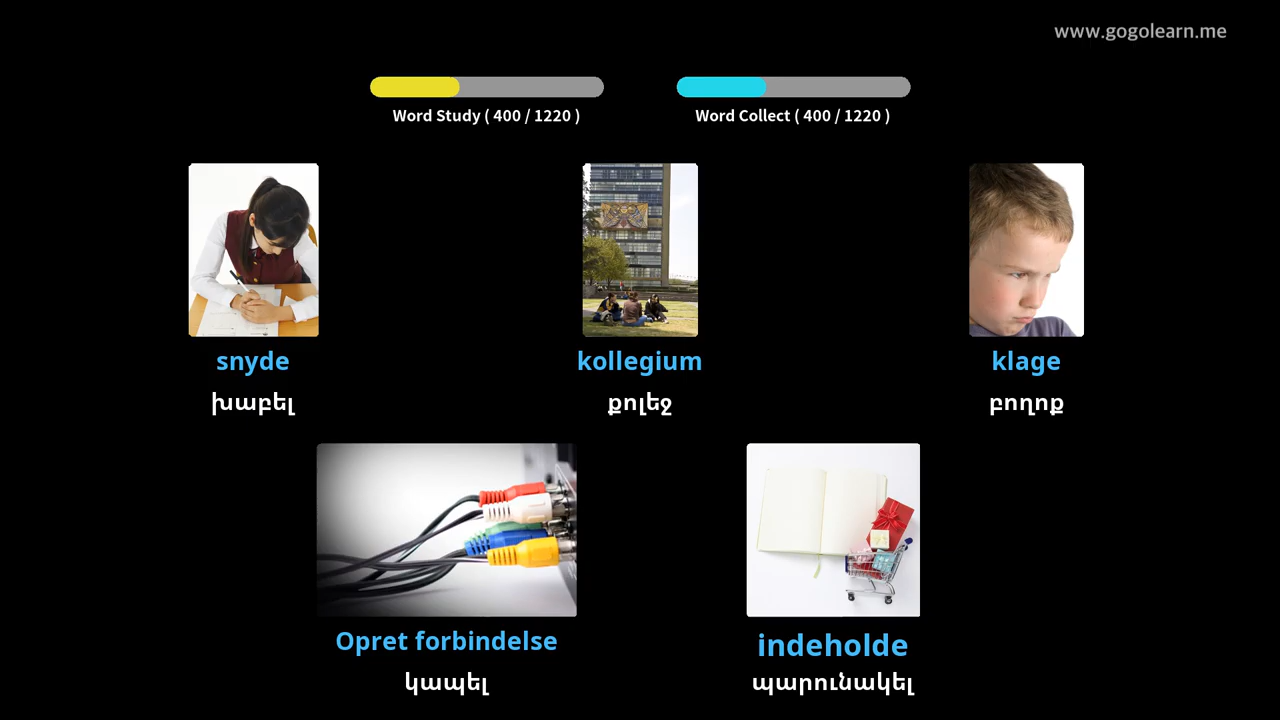 www.gogolearn.me
Word Study ( 400 / 1220 )
Word Collect ( 400 / 1220 )
snyde
kollegium
klage
խաբել
քոլեջ
բողոք
Opret forbindelse
indeholde
կապել
պարունակել